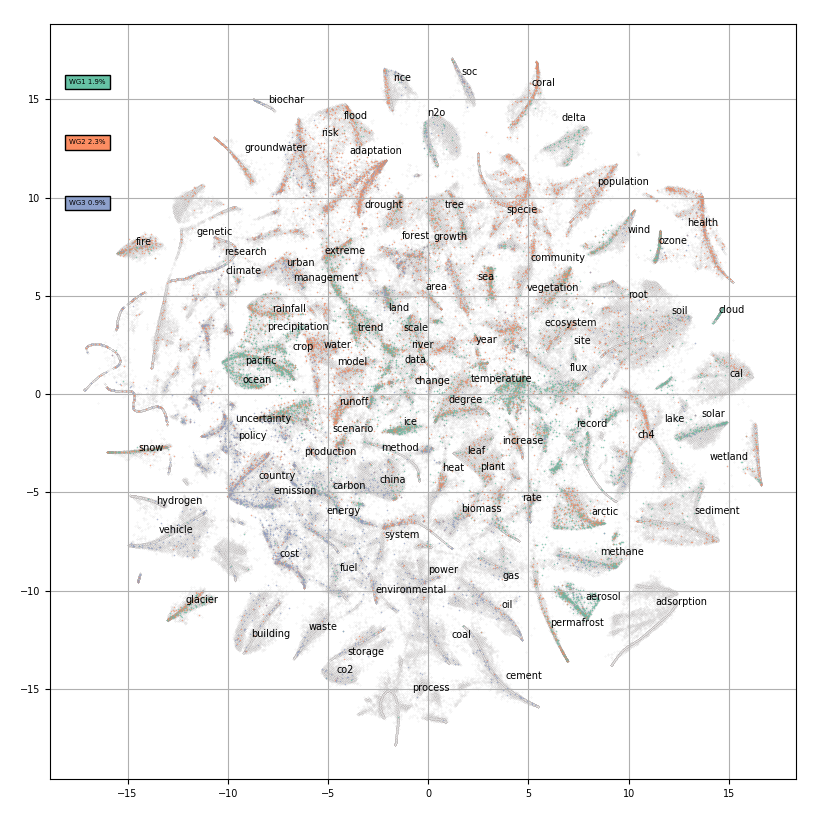 rice
soc
coral
WG1 1.9%
15
biochar
flood
n2o
delta
risk
WG2 2.3%
groundwater
adaptation
population
10
WG3 0.9%
drought
tree
specie
health
fire
genetic
forest
growth
wind
ozone
research
extreme
community
climate
urban
management
area
sea
vegetation
5
root
rainfall
land
soil
cloud
precipitation
trend
scale
ecosystem
crop
water
river
year
site
pacific
model
data
flux
cal
ocean
change
temperature
0
degree
uncertainty
runoff
ice
record
lake
solar
policy
scenario
increase
ch4
snow
production
method
leaf
wetland
country
heat
plant
emission
carbon
china
−5
hydrogen
energy
biomass
rate
arctic
sediment
vehicle
system
cost
methane
fuel
power
gas
−10
glacier
environmental
oil
aerosol
adsorption
building
waste
coal
permafrost
storage
co2
cement
−15
process
−15
−10
−5
0
5
10
15